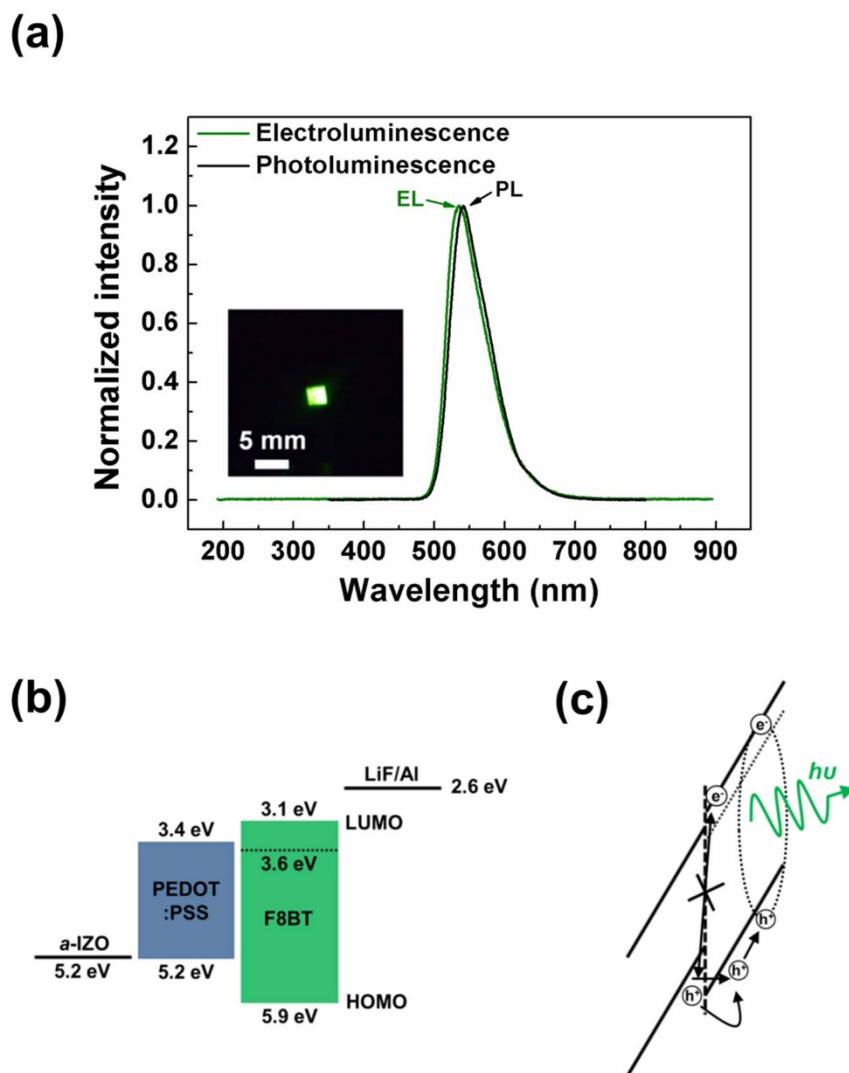 (a)
Electroluminescence
Photoluminescence
EL
PL
1.2
1.0
0.8
0.6
0.4
0.2
0.0
Normalized intensity
5 mm
200 300 400 500 600 700 800 900
Wavelength (nm)
(b)
LiF/Al
2.6 eV
3.1 eV
LUMO
3.4 eV
3.6 eV
PEDOT
:PSS
F8BT
a-IZO
5.2 eV
5.2 eV
HOMO
5.9 eV
(c)
e-
e-
hυ
h+
h+
h+